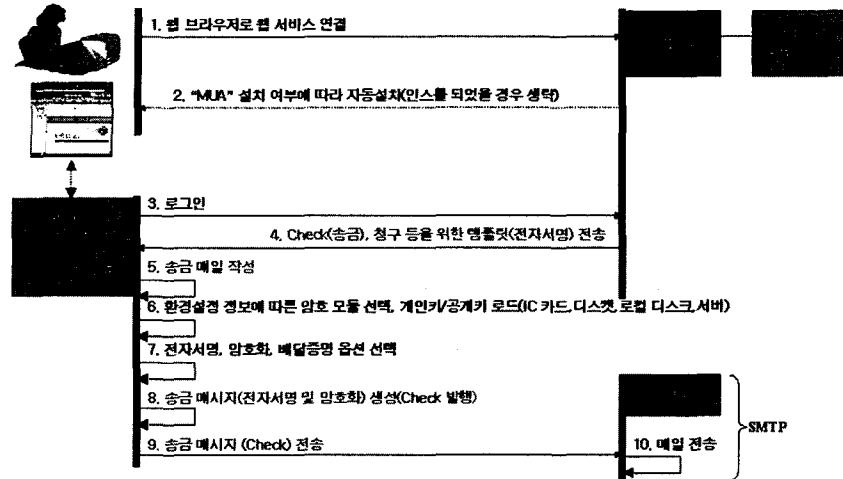 1. 웹 브라우저로 웹 서비스 연결
2. "MUA" 설치 여부에 따라 자동설치(인스톨 되었을 경우 생략)
3. 로그인
4. Check(송금), 청구 등을 위한 템플릿(전자서명) 전송
5. 송금 메일 작성
6. 환경설정 정보에 따른 암호 모듈 선택, 개인키/공개키 로드(IC 카드,디스켓,로컬 디스크,서버)
7. 전자서명, 암호화, 배달증명 옵션 선택
8. 송금 메시지(전자서명 및 암호화) 생성(Check 발행)
SMTP
9. 송금 메시지 (Check) 전송
10. 메일 전송